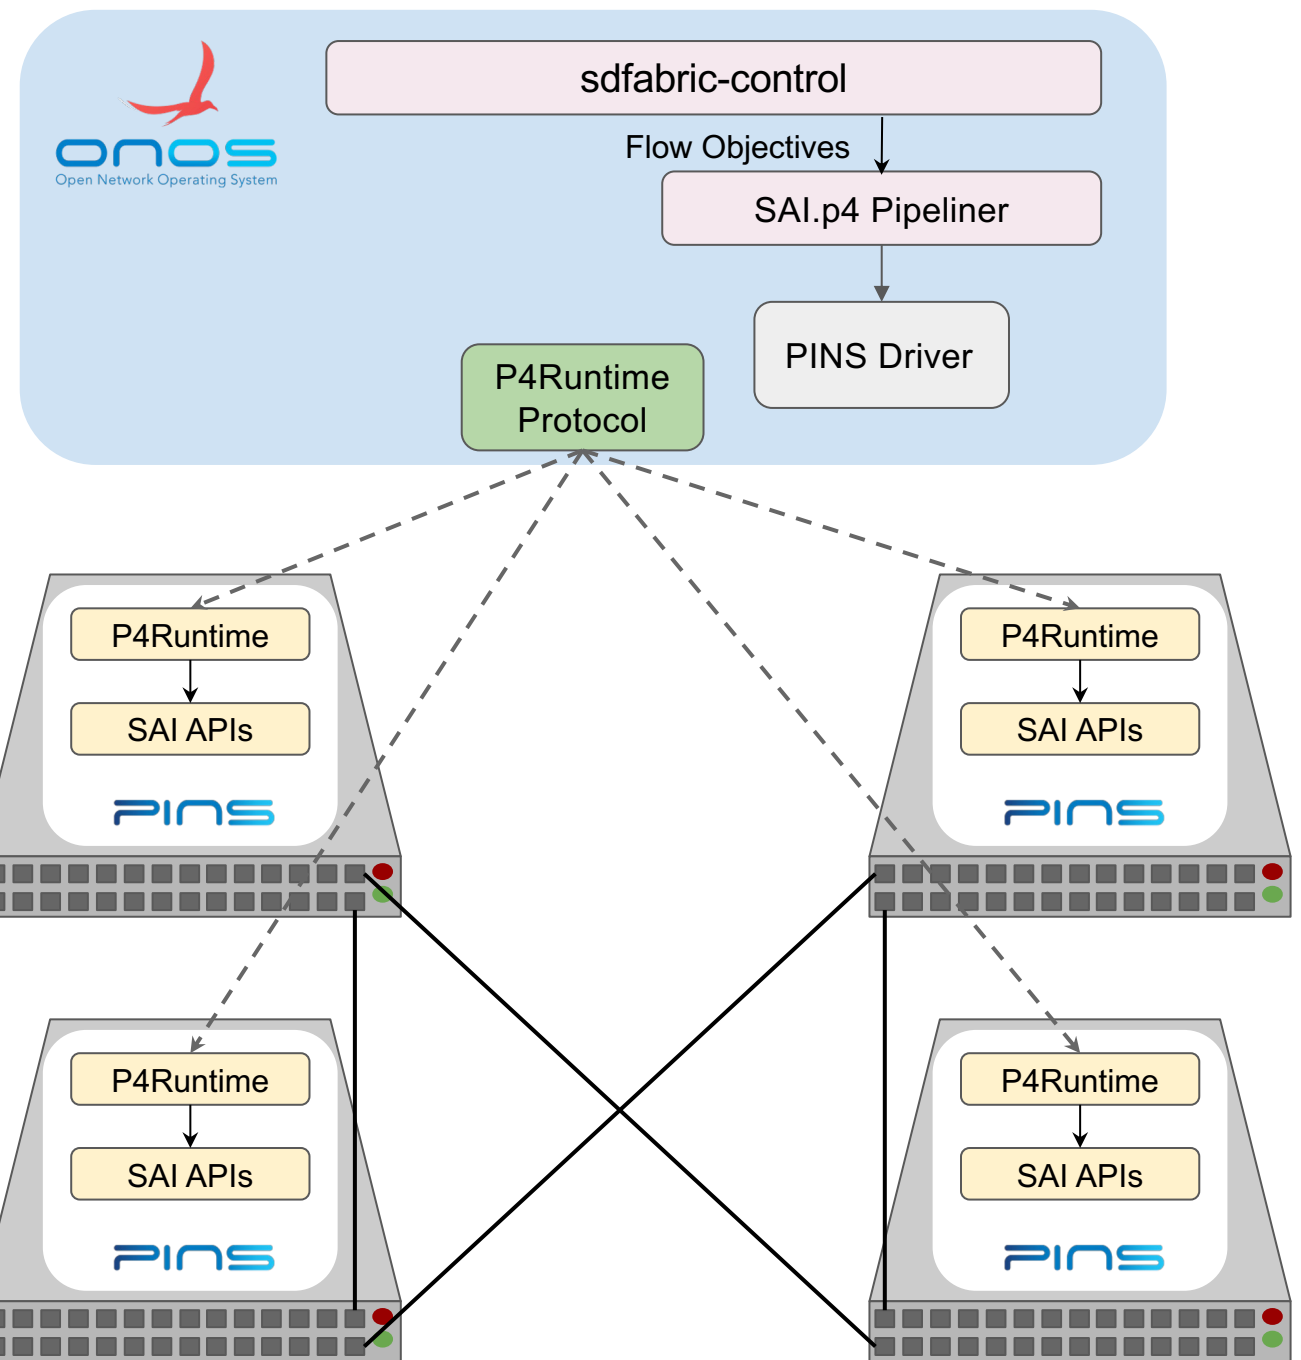 sdfabric-control
onos
Open Network Operating System
Flow Objectives
SAI.p4 Pipeliner
PINS Driver
P4Runtime
Protocol
P4Runtime
SAI APIs
PINS
P4Runtime
SAI APIs
PINS
P4Runtime
SAI APIs
PINS
P4Runtime
SAI APIs
PINS